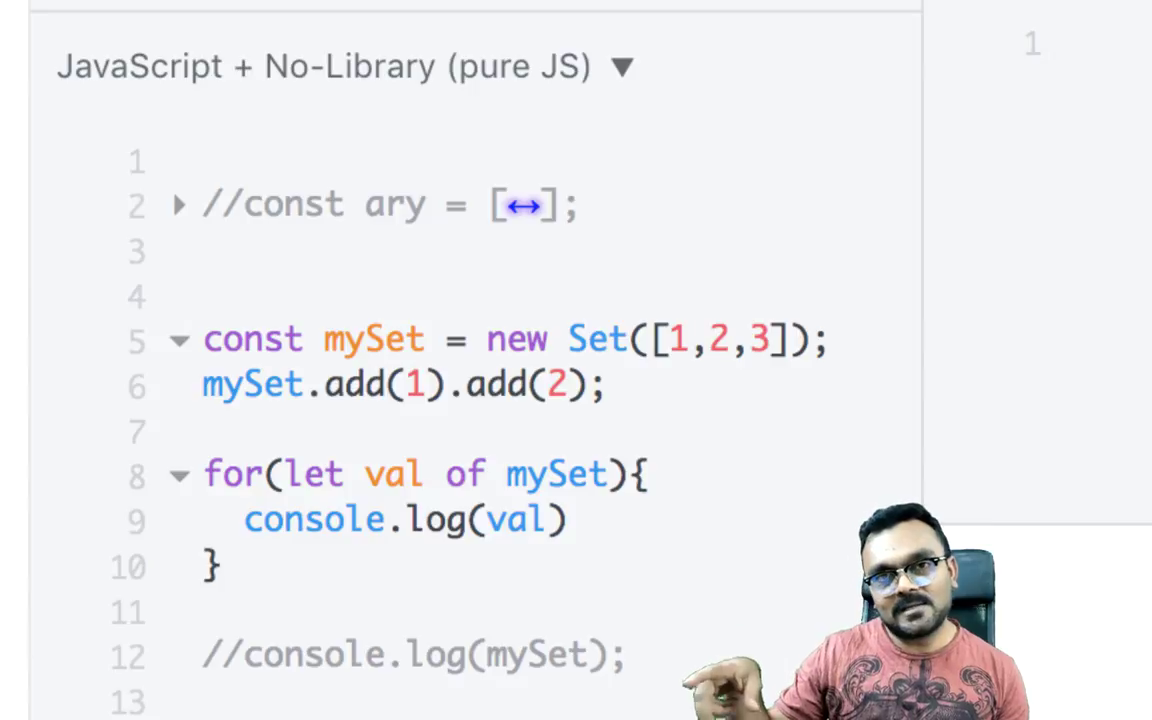 JavaScript + No-Library (pure JS) ▼
1
1
2 //const ary = [↔];
3
4
5 const mySet = new Set([1,2,3]);
6 mySet.add(1).add(2);
7
8 for(let val of mySet){
9 console.log(val)
10 }
11
12 //console.log(mySet);
13